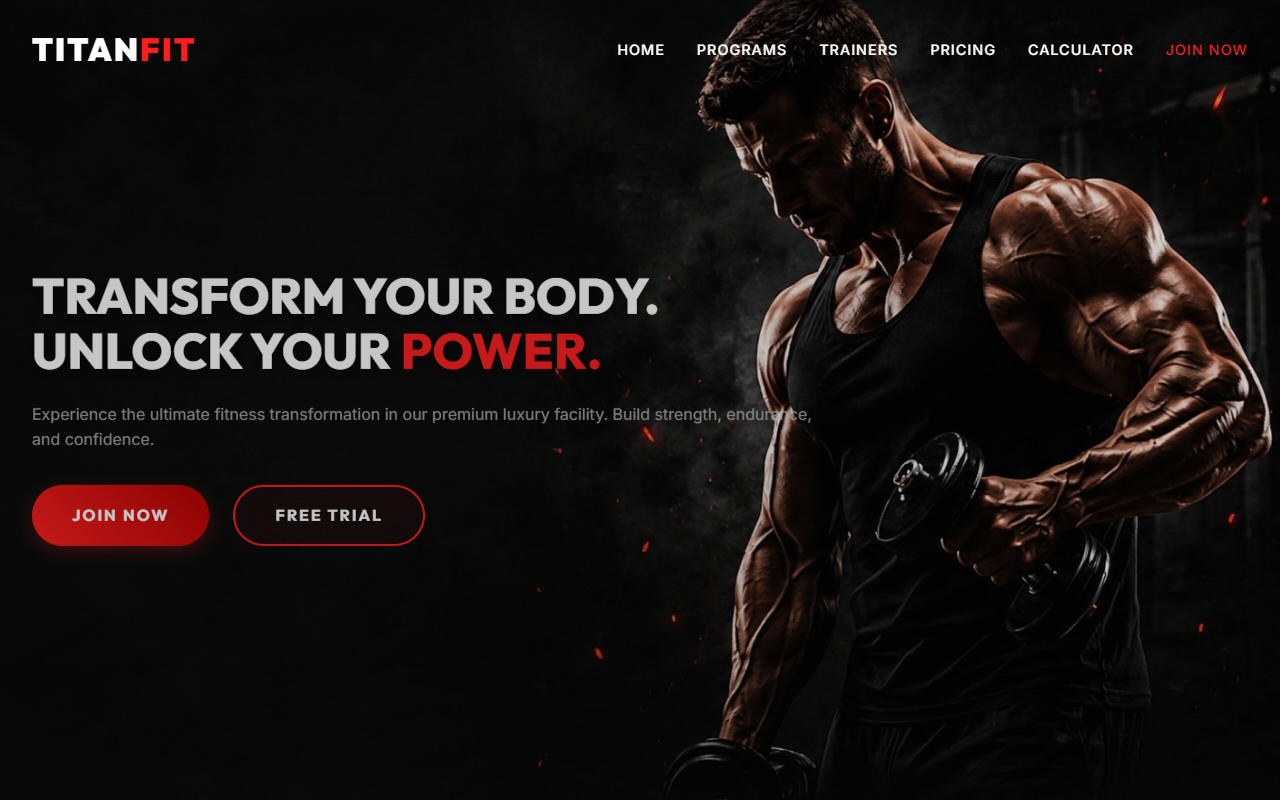 TITANFIT
HOME PROGRAMS TRAINERS PRICING CALCULATOR JOIN NOW
TRANSFORM YOUR BODY.
UNLOCK YOUR POWER.
Experience the ultimate fitness transformation in our premium luxury facility. Build strength, endurance,
and confidence.
JOIN NOW FREE TRIAL